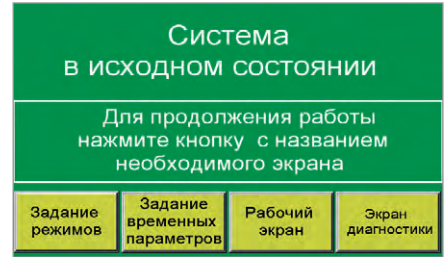 Система
в исходном состоянии
Для продолжения работы
нажмите кнопку с названием
необходимого экрана
Задание
режимов
Задание
временных
параметров
Рабочий
экран
Экран
диагностики